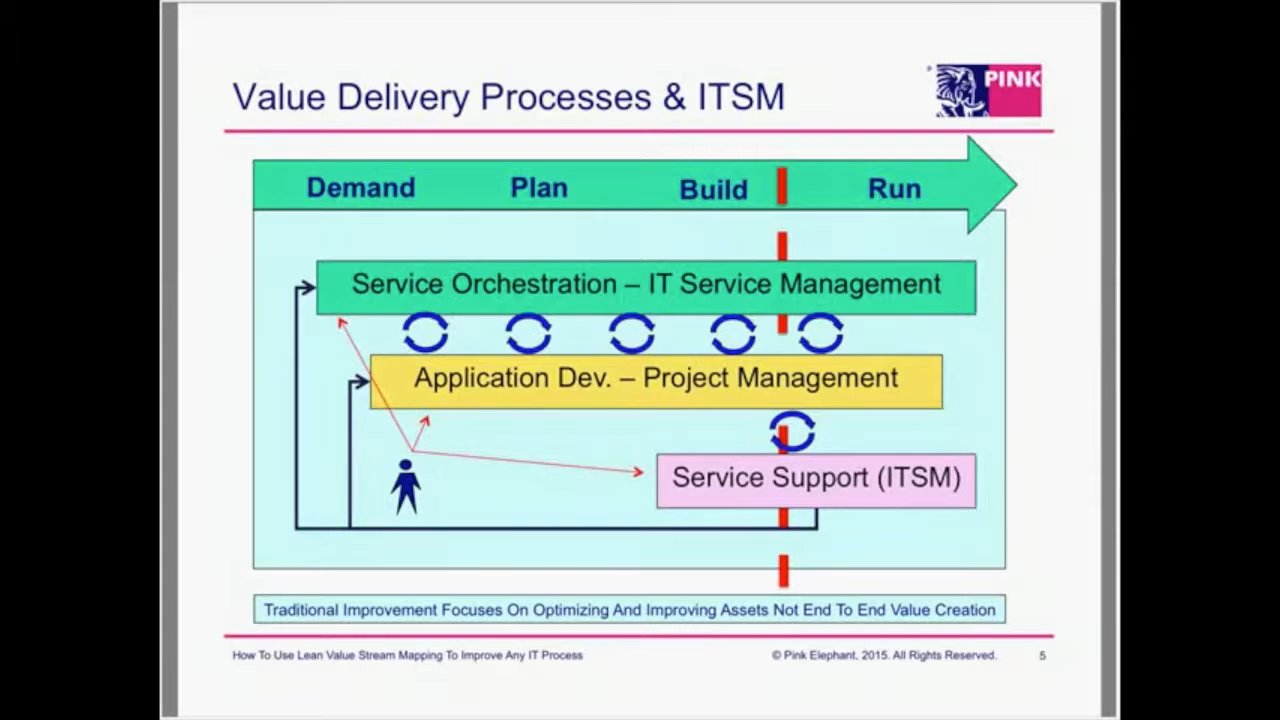 Value Delivery Processes & ITSM
PINK
Demand Plan Build Run
Service Orchestration – IT Service Management
Application Dev. – Project Management
Service Support (ITSM)
Traditional Improvement Focuses On Optimizing And Improving Assets Not End To End Value Creation
How To Use Lean Value Stream Mapping To Improve Any IT Process © Pink Elephant, 2015. All Rights Reserved. 5